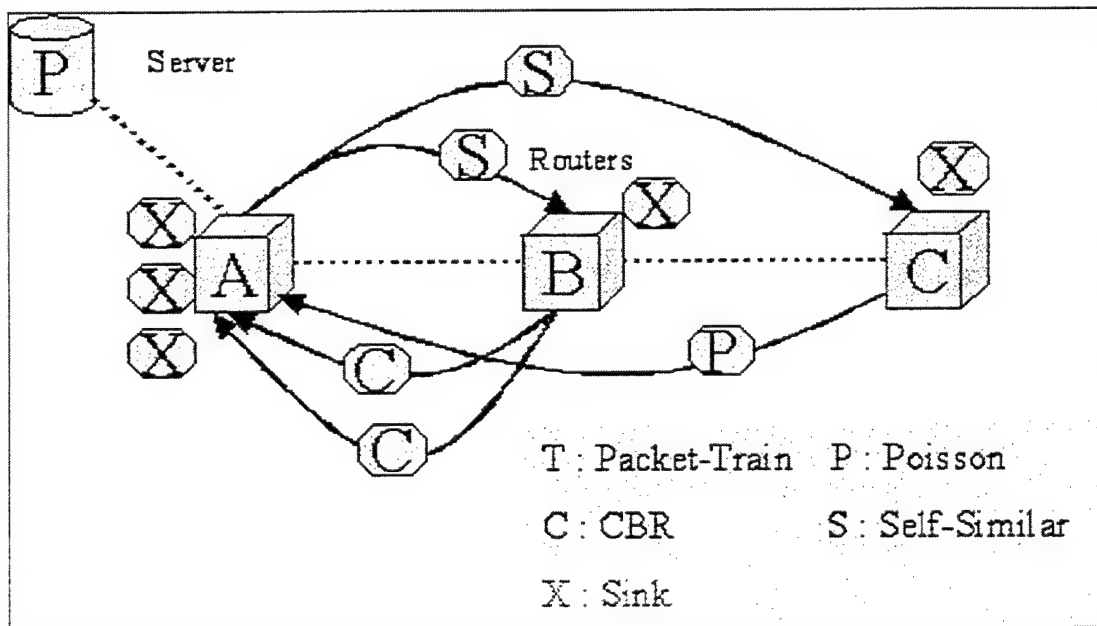 P Server
S
S Routers
X
X
X
X
X
A
B
C
P
C
C
T : Packet-Train P : Poisson
C : CBR S : Self-Similar
X : Sink